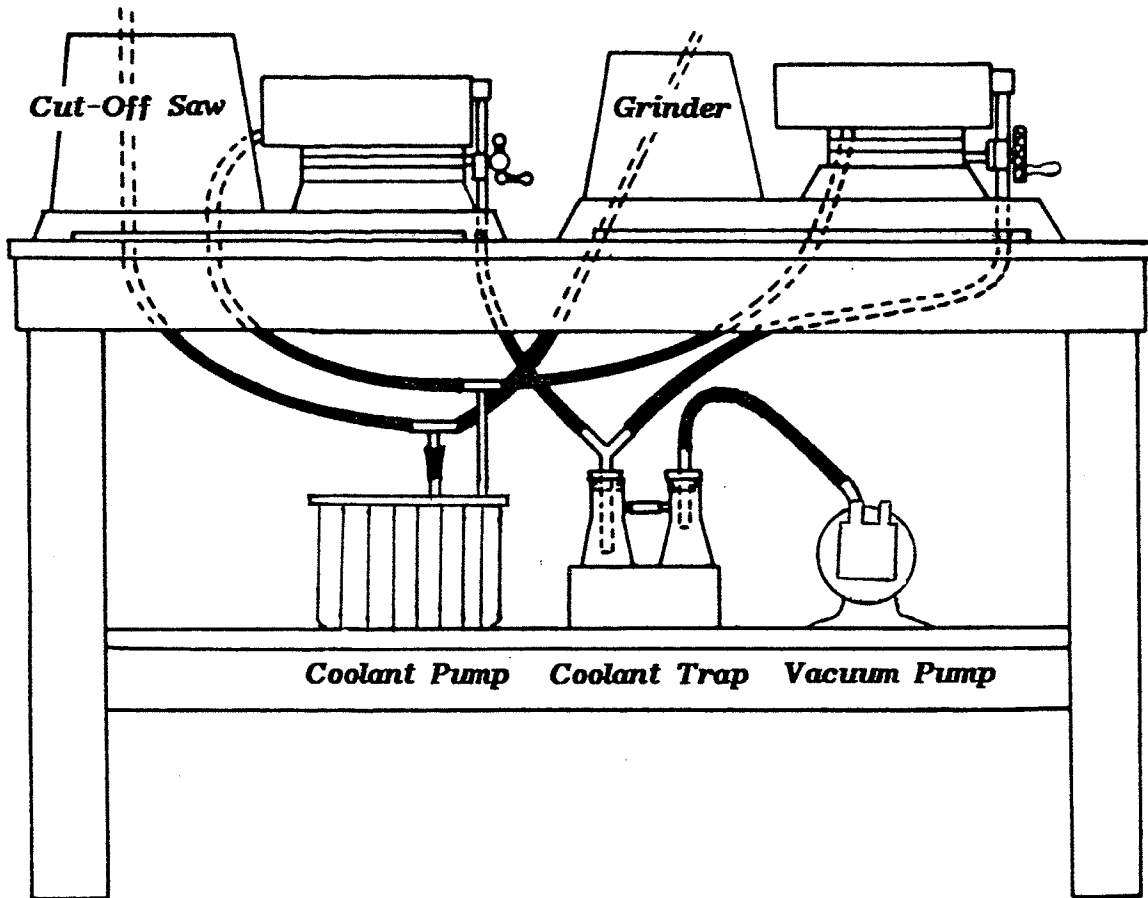 Cut-Off Saw
Grinder
Coolant Pump
Coolant Trap
Vacuum Pump